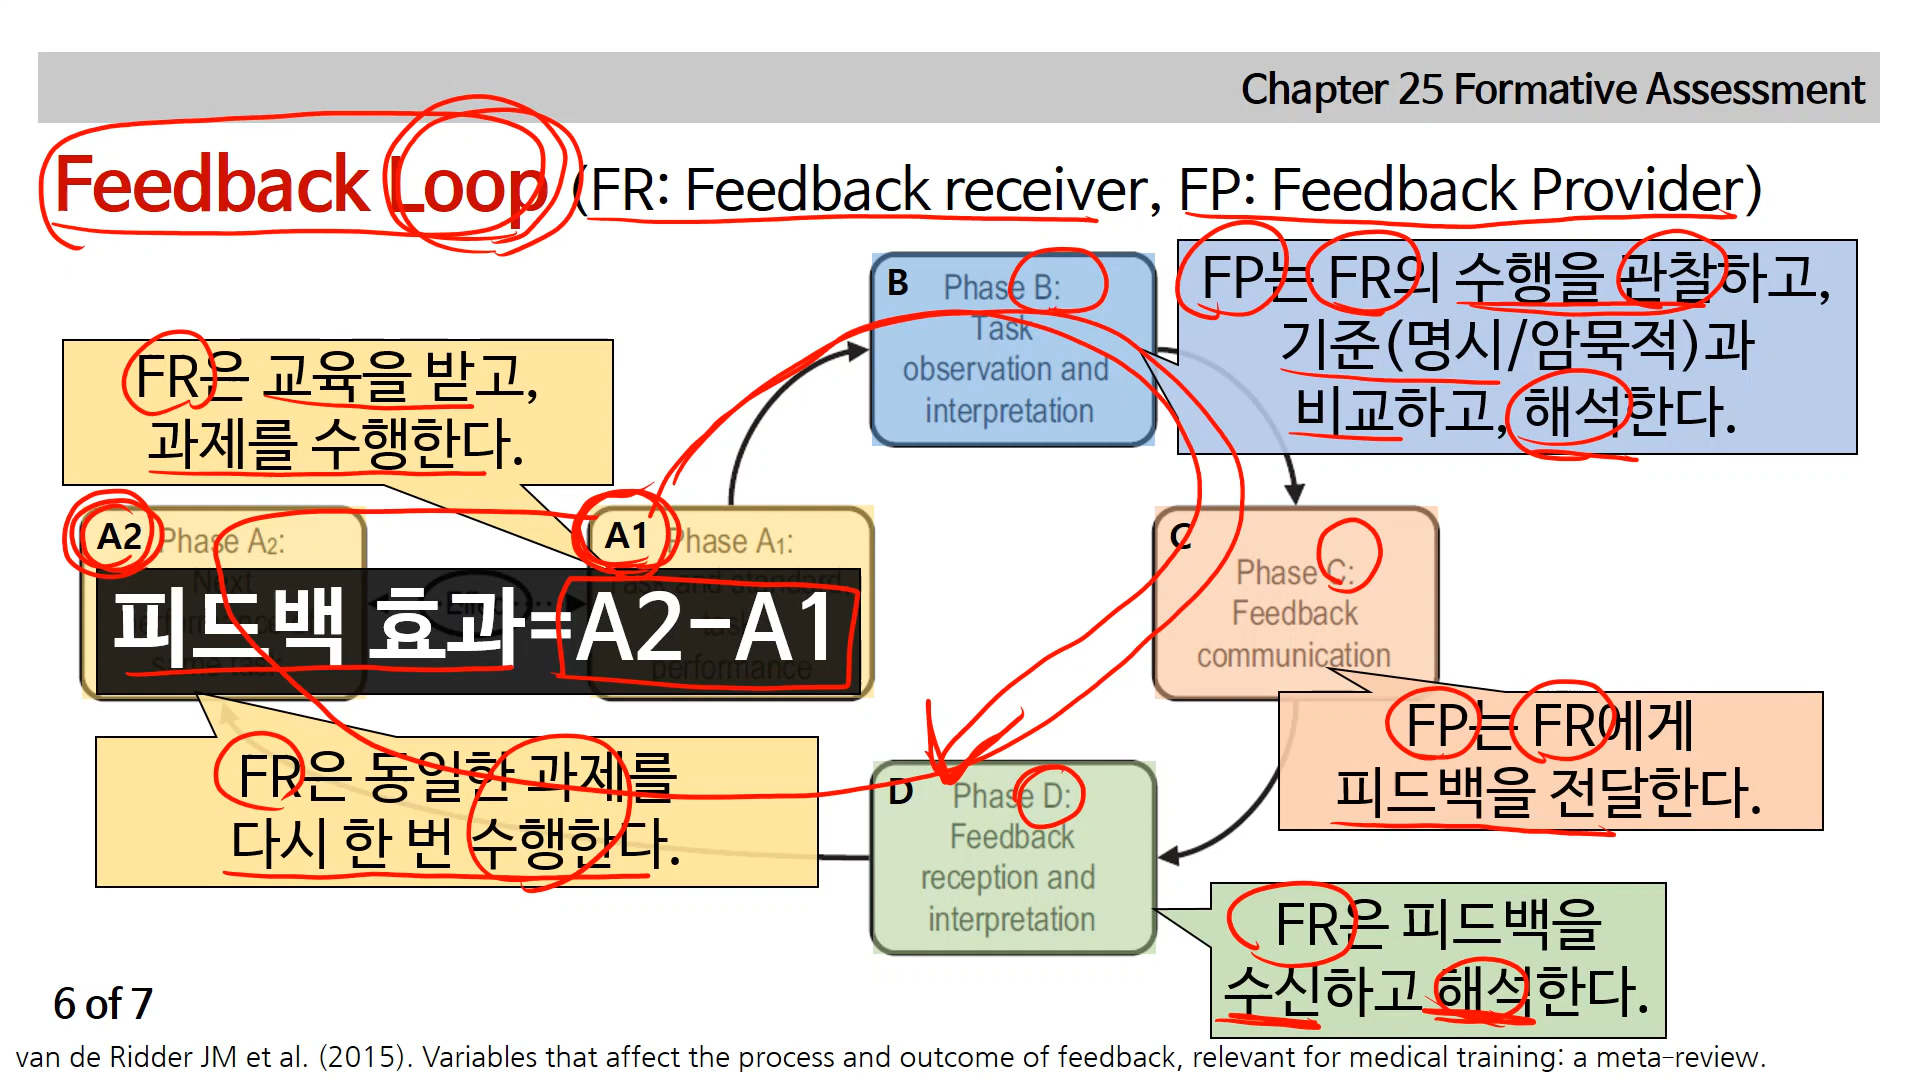 Chapter 25 Formative Assessment
Feedback Loop (FR: Feedback receiver, FP: Feedback Provider)
B
Phase B:
Task
observation and
interpretation
FP는 FR의 수행을 관찰하고,
기준(명시/암묵적)과
비교하고, 해석한다.
FR은 교육을 받고,
과제를 수행한다.
A2
Phase A2:
Next
same task
A1
Phase A1:
task and standard
performance
피드백 효과=A2-A1
C
Phase C:
Feedback
communication
FP는 FR에게
피드백을 전달한다.
FR은 동일한 과제를
다시 한 번 수행한다.
D
Phase D:
Feedback
reception and
interpretation
FR은 피드백을
수신하고 해석한다.
6 of 7
van de Ridder JM et al. (2015). Variables that affect the process and outcome of feedback, relevant for medical training: a meta-review.